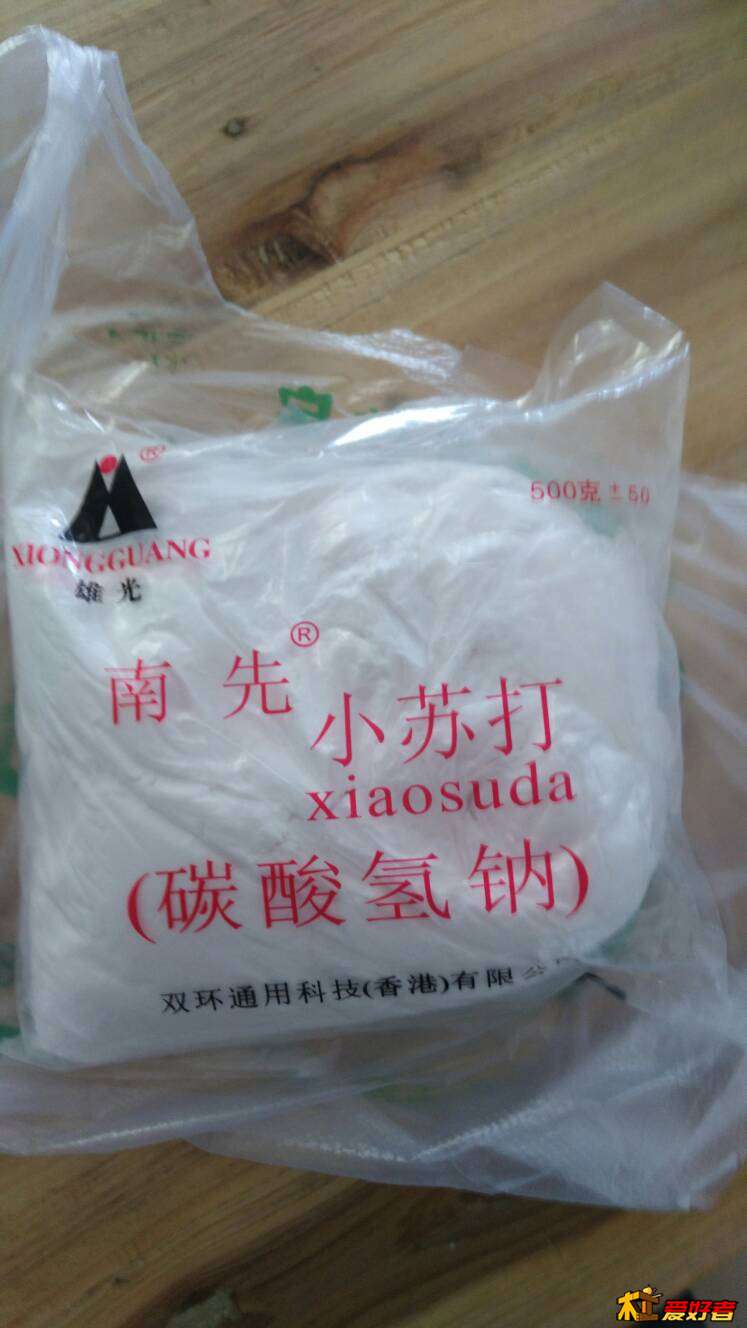 ®
500克±50
XIONGGUANG
雄光
南先®
小苏打
xiaosuda
(碳酸氢钠)
双环通用科技(香港)有限公
木工爱好者